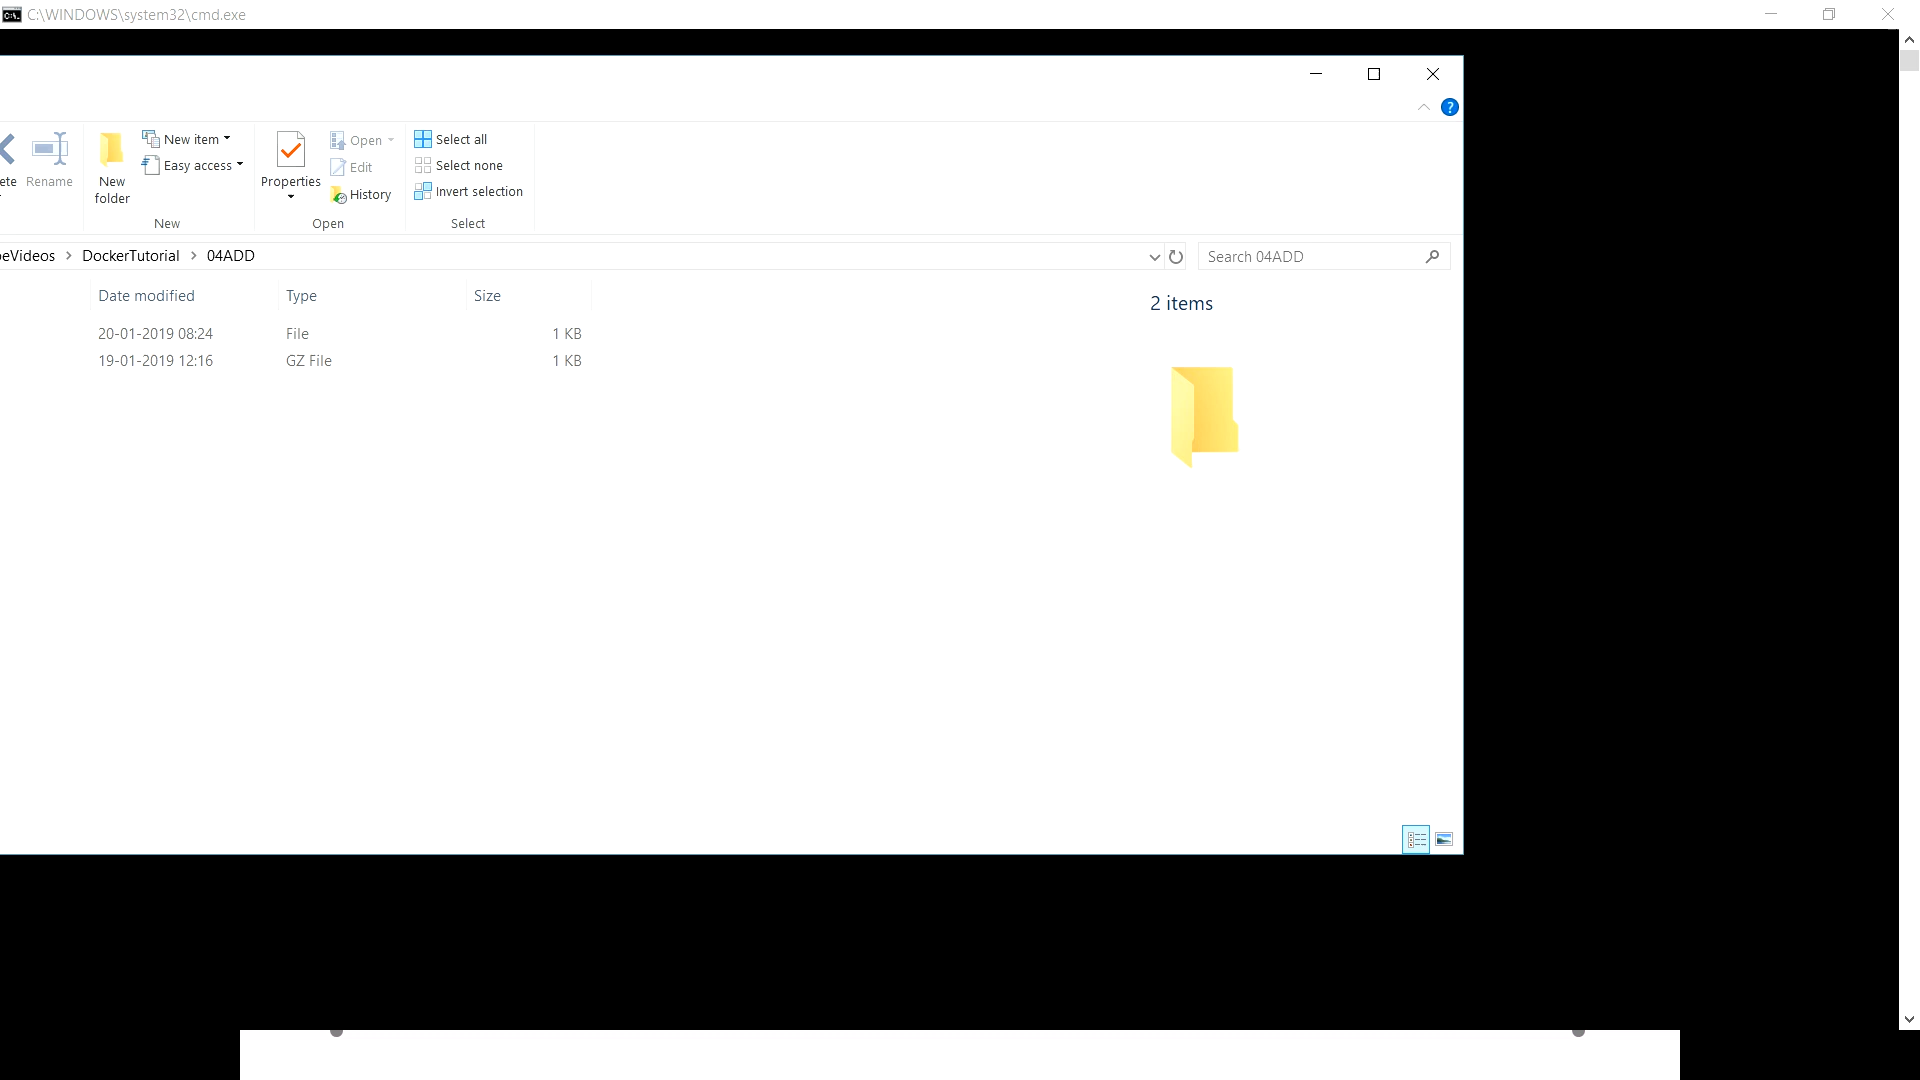 C:\WINDOWS\system32\cmd.exe
New item
Open
Select all
Easy access
Edit
Select none
Rename
New folder
Properties
History
Invert selection
New
Open
Select
DockerTutorial
04ADD
Search 04ADD
Date modified
Type
Size
2 items
20-01-2019 08:24
File
1 KB
19-01-2019 12:16
GZ File
1 KB